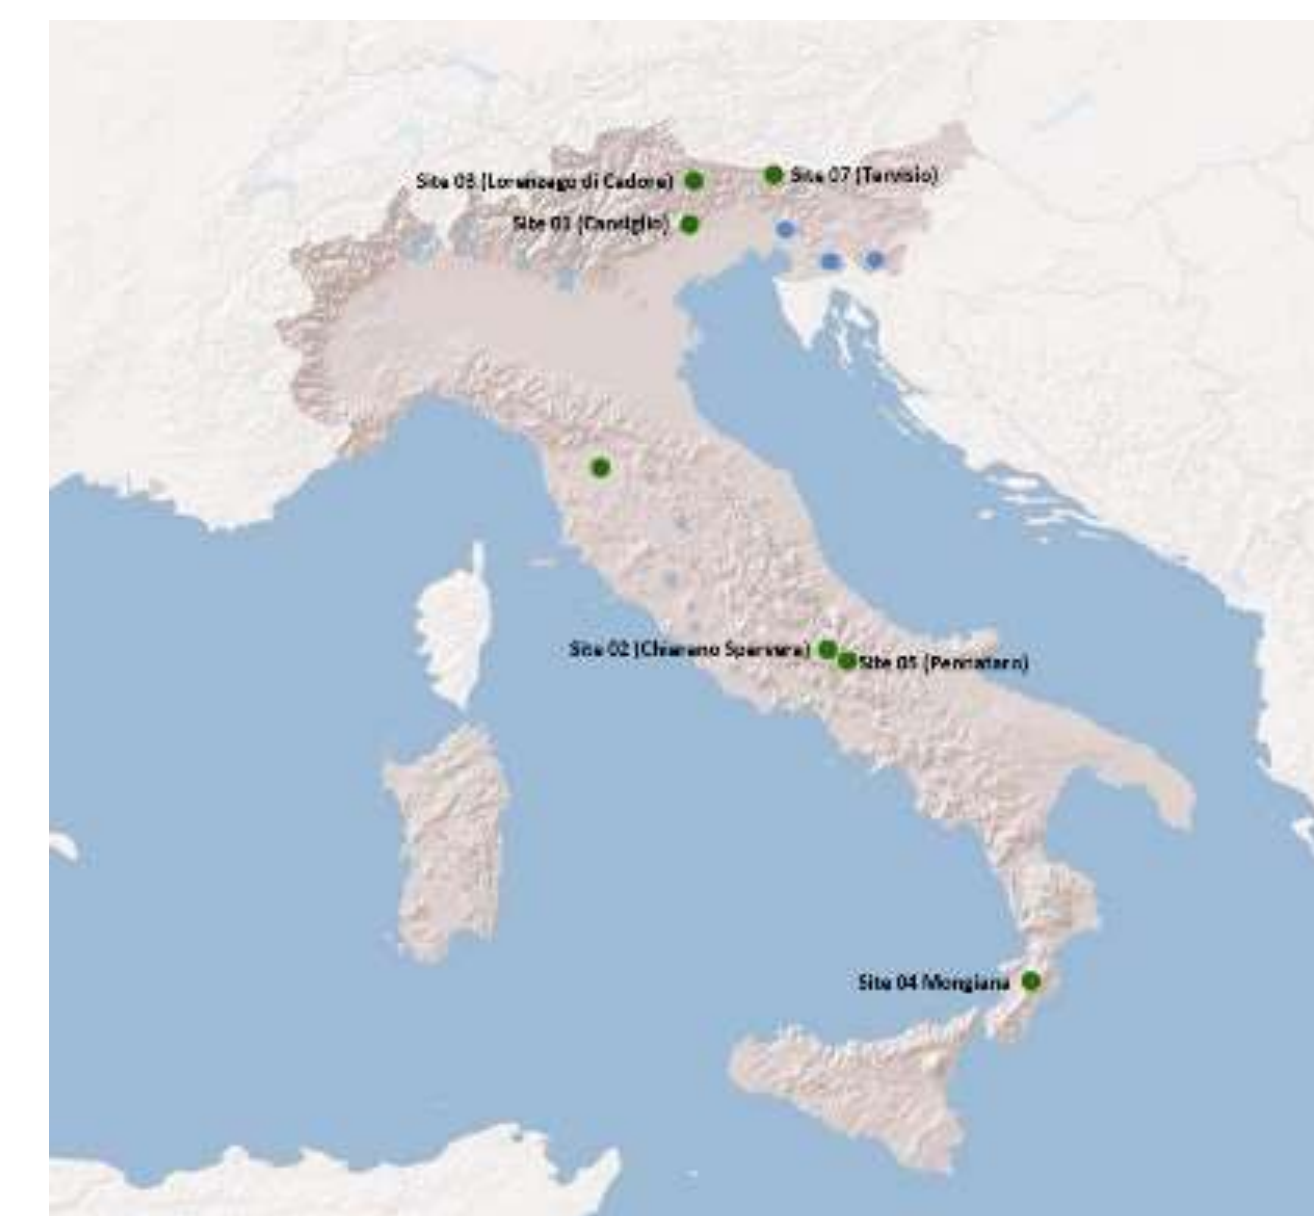 Site 03 (Lorenzago di Cadore)
Site 07 (Tarvisio)
Site 01 (Cansiglio)
Site 02 (Chiarano Sparvera)
Site 05 (Pennataro)
Site 04 Mongiana